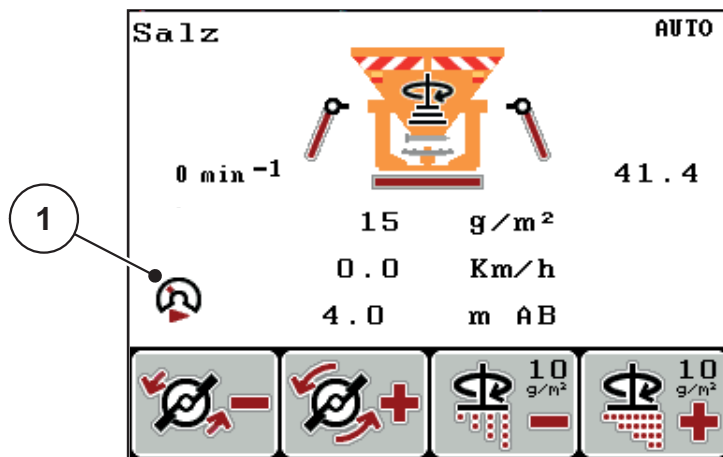 Salz AUTO
0 min -1 41.4
15 g/m²
1
0.0 Km/h
4.0 m AB
10 10
g/m² g/m²